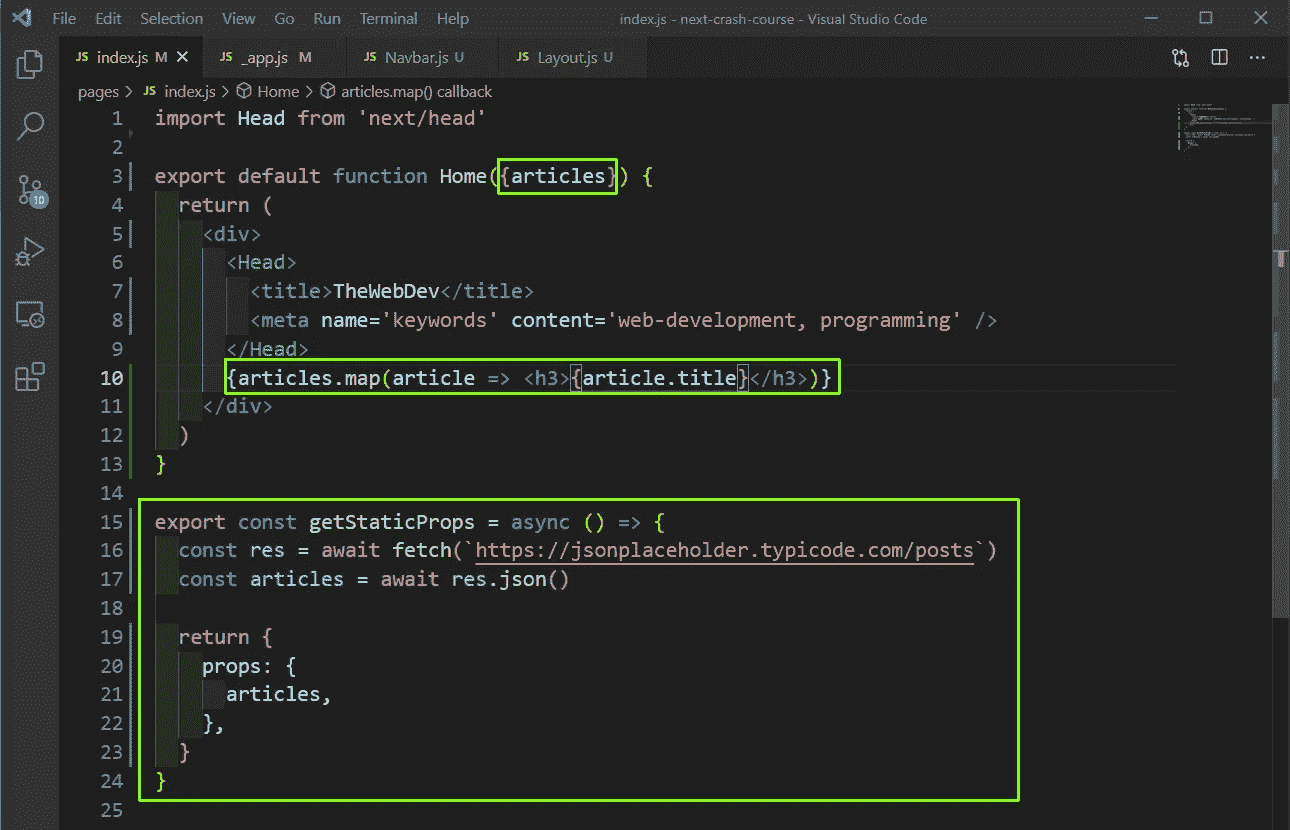 File Edit Selection View Go Run Terminal Help index.js - next-crash-course - Visual Studio Code
JS index.js M JS _app.js M JS Navbar.js U JS Layout.js U
pages > JS index.js > Home > articles.map() callback
1 import Head from 'next/head'
2
3 export default function Home({articles}) {
4 return (
5 <div>
6 <Head>
7 <title>TheWebDev</title>
8 <meta name='keywords' content='web-development, programming' />
9 </Head>
10 {articles.map(article => <h3>{article.title}</h3>)}
11 </div>
12 )
13 }
14
15 export const getStaticProps = async () => {
16 const res = await fetch(`https://jsonplaceholder.typicode.com/posts`)
17 const articles = await res.json()
18
19 return {
20 props: {
21 articles,
22 },
23 }
24 }
25
10